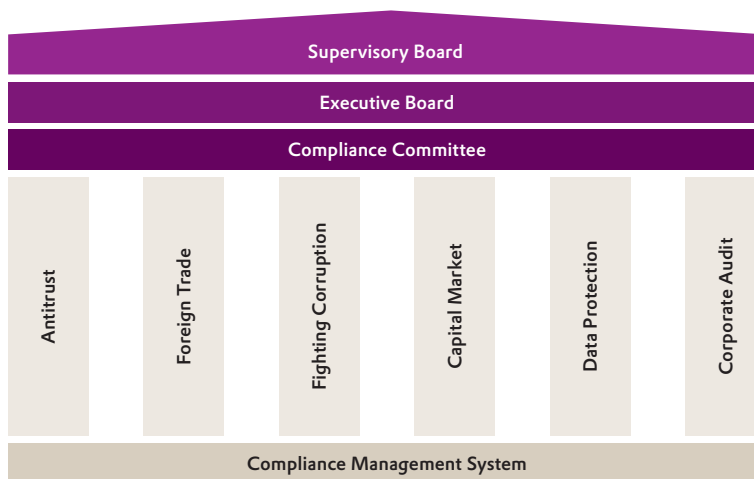 Supervisory Board
Executive Board
Compliance Committee
Antitrust
Foreign Trade
Fighting Corruption
Capital Market
Data Protection
Corporate Audit
Compliance Management System